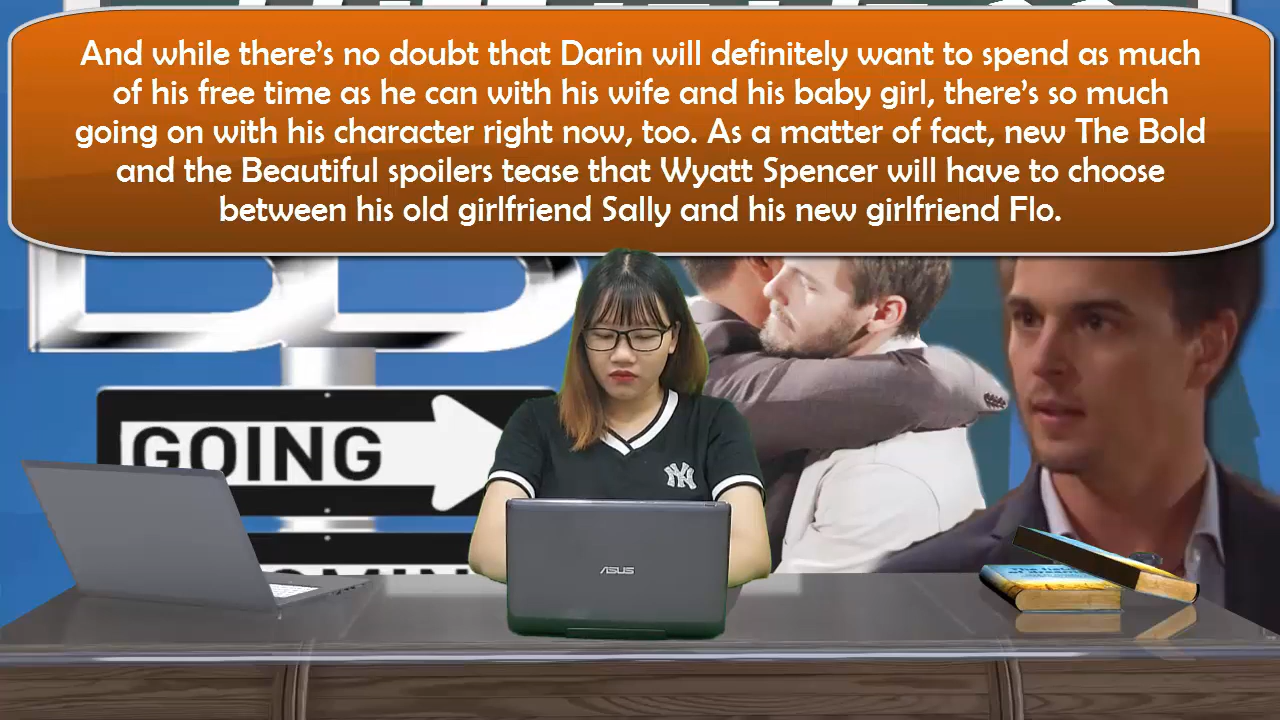 And while there's no doubt that Darin will definitely want to spend as much
of his free time as he can with his wife and his baby girl, there's so much
going on with his character right now, too. As a matter of fact, new The Bold
and the Beautiful spoilers tease that Wyatt Spencer will have to choose
between his old girlfriend Sally and his new girlfriend Flo.
GOING
NY
ASUS